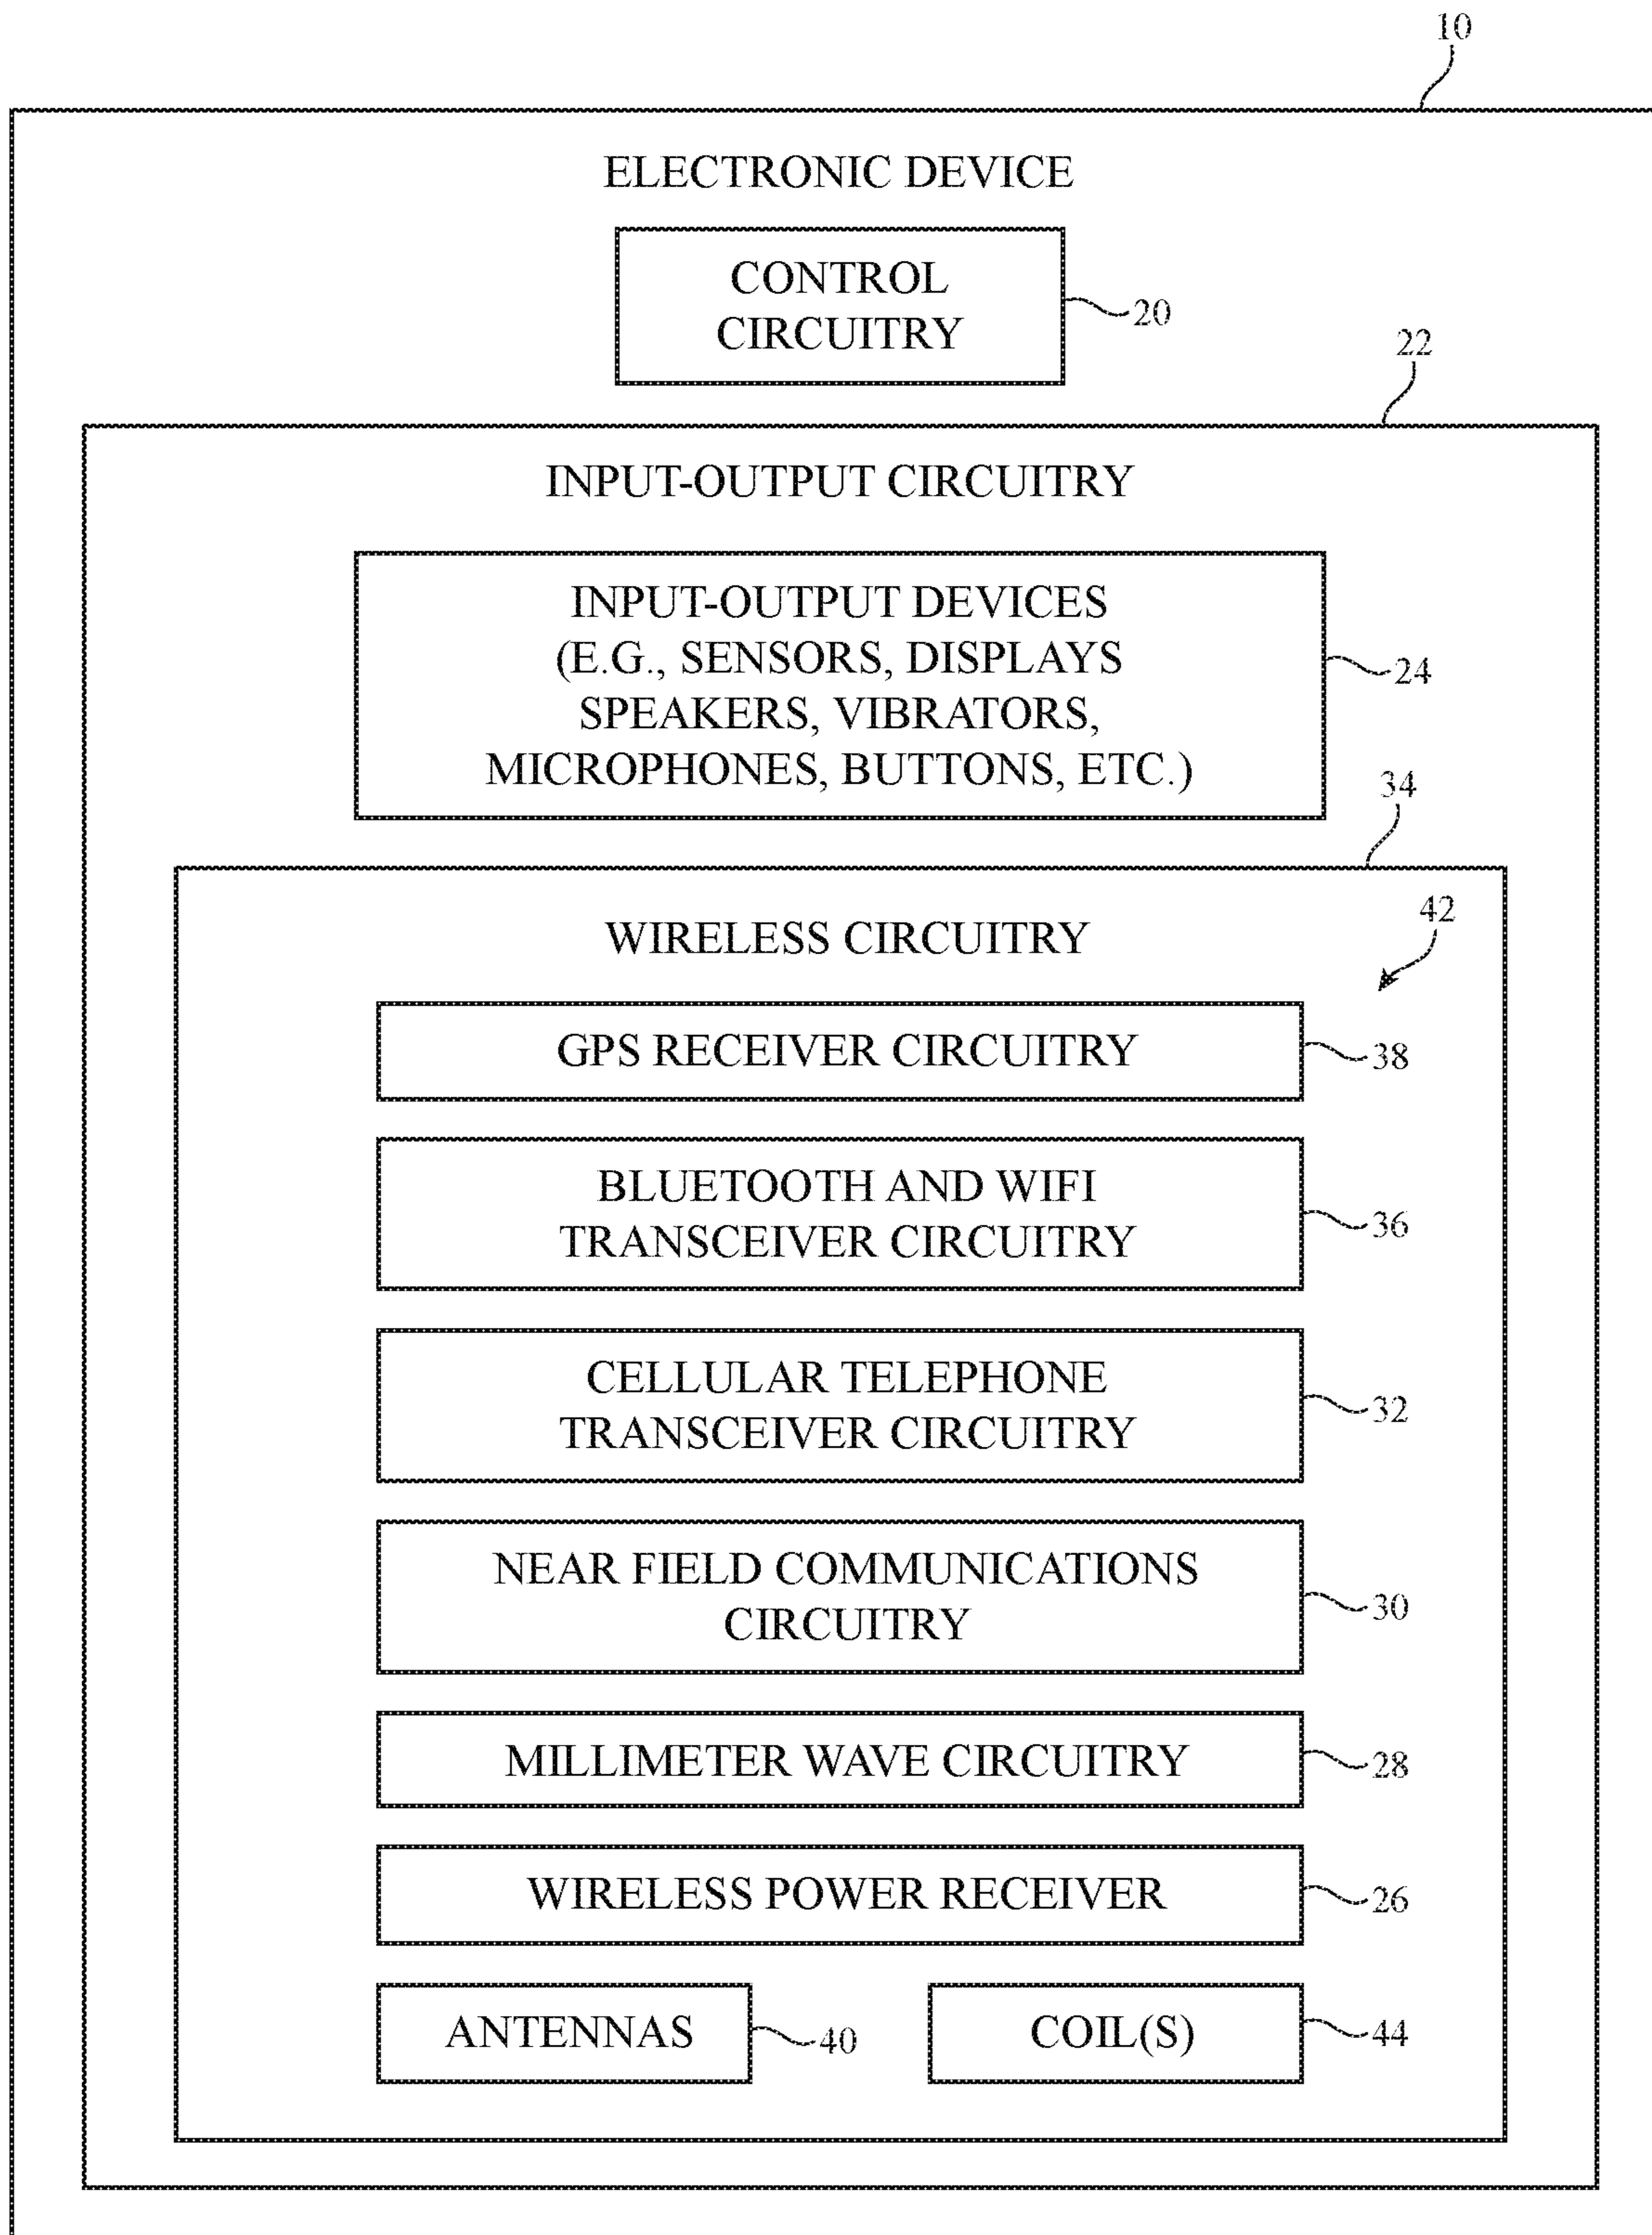 10
ELECTRONIC DEVICE
CONTROL
CIRCUITRY
20
22
INPUT-OUTPUT CIRCUITRY
INPUT-OUTPUT DEVICES
(E.G., SENSORS, DISPLAYS
SPEAKERS, VIBRATORS,
MICROPHONES, BUTTONS, ETC.)
24
34
WIRELESS CIRCUITRY
42
GPS RECEIVER CIRCUITRY
38
BLUETOOTH AND WIFI
TRANSCEIVER CIRCUITRY
36
CELLULAR TELEPHONE
TRANSCEIVER CIRCUITRY
32
NEAR FIELD COMMUNICATIONS
CIRCUITRY
30
MILLIMETER WAVE CIRCUITRY
28
WIRELESS POWER RECEIVER
26
ANTENNAS
40
COIL(S)
44